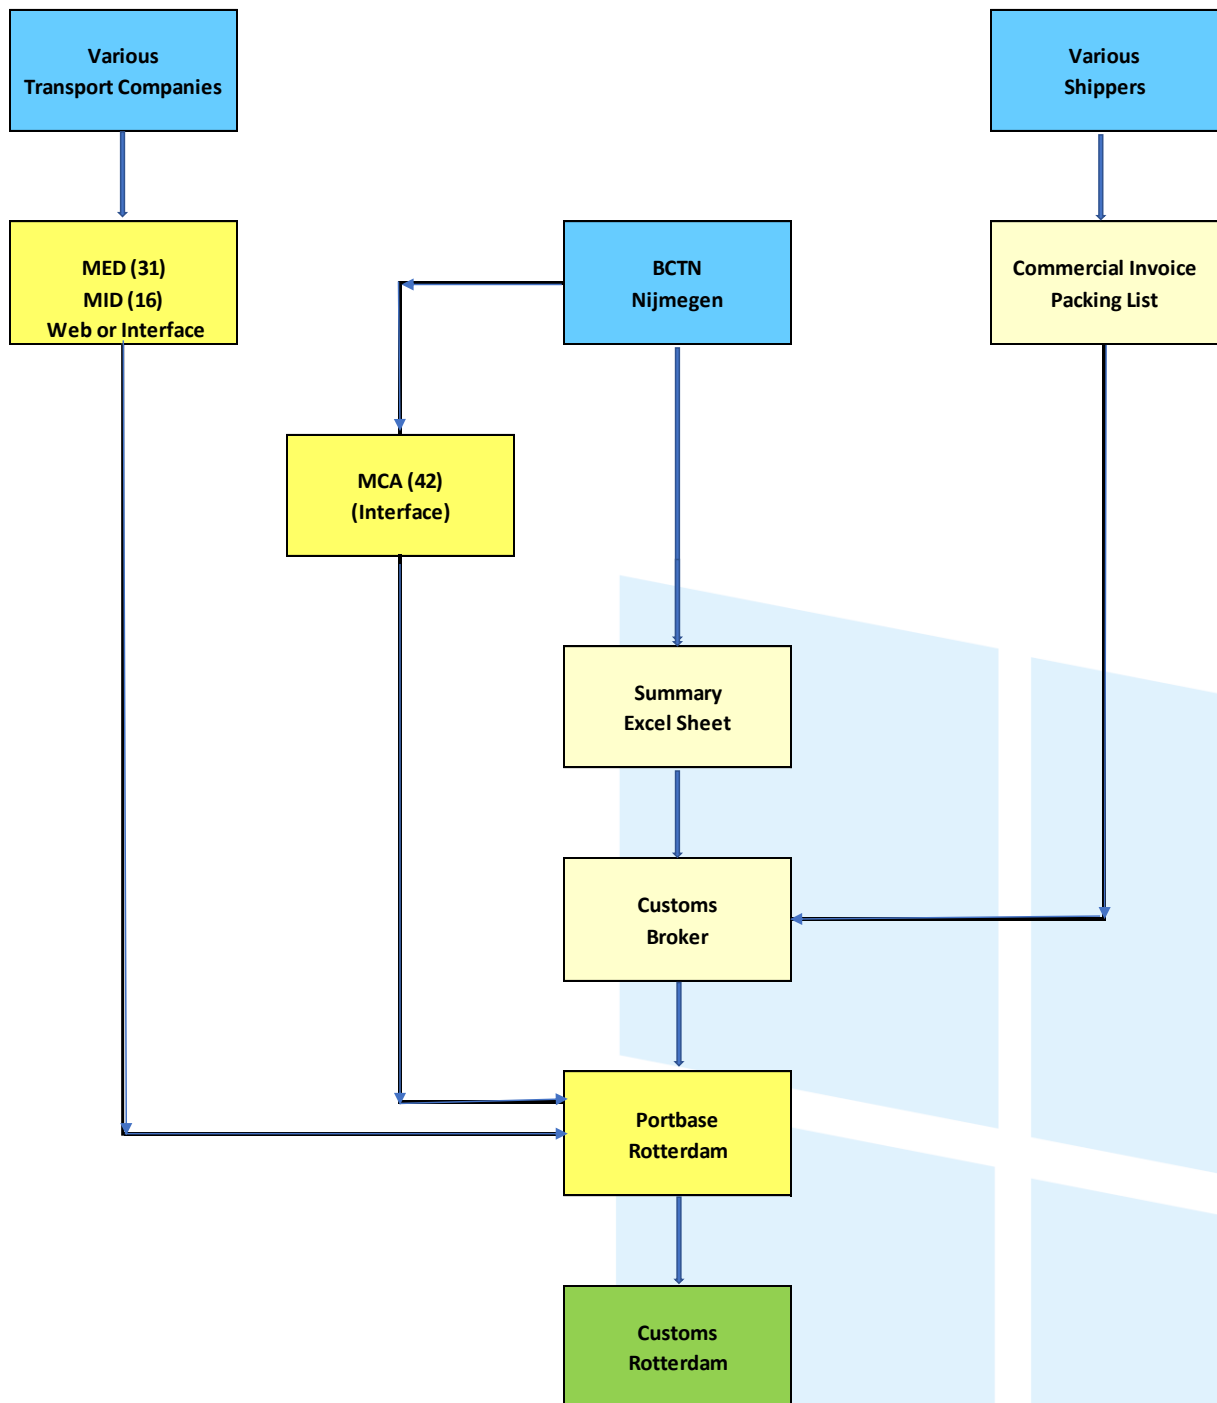 Various
Transport Companies
Various
Shippers
MED (31)
MID (16)
Web or Interface
BCTN
Nijmegen
Commercial Invoice
Packing List
MCA (42)
(Interface)
Summary
Excel Sheet
Customs
Broker
Portbase
Rotterdam
Customs
Rotterdam